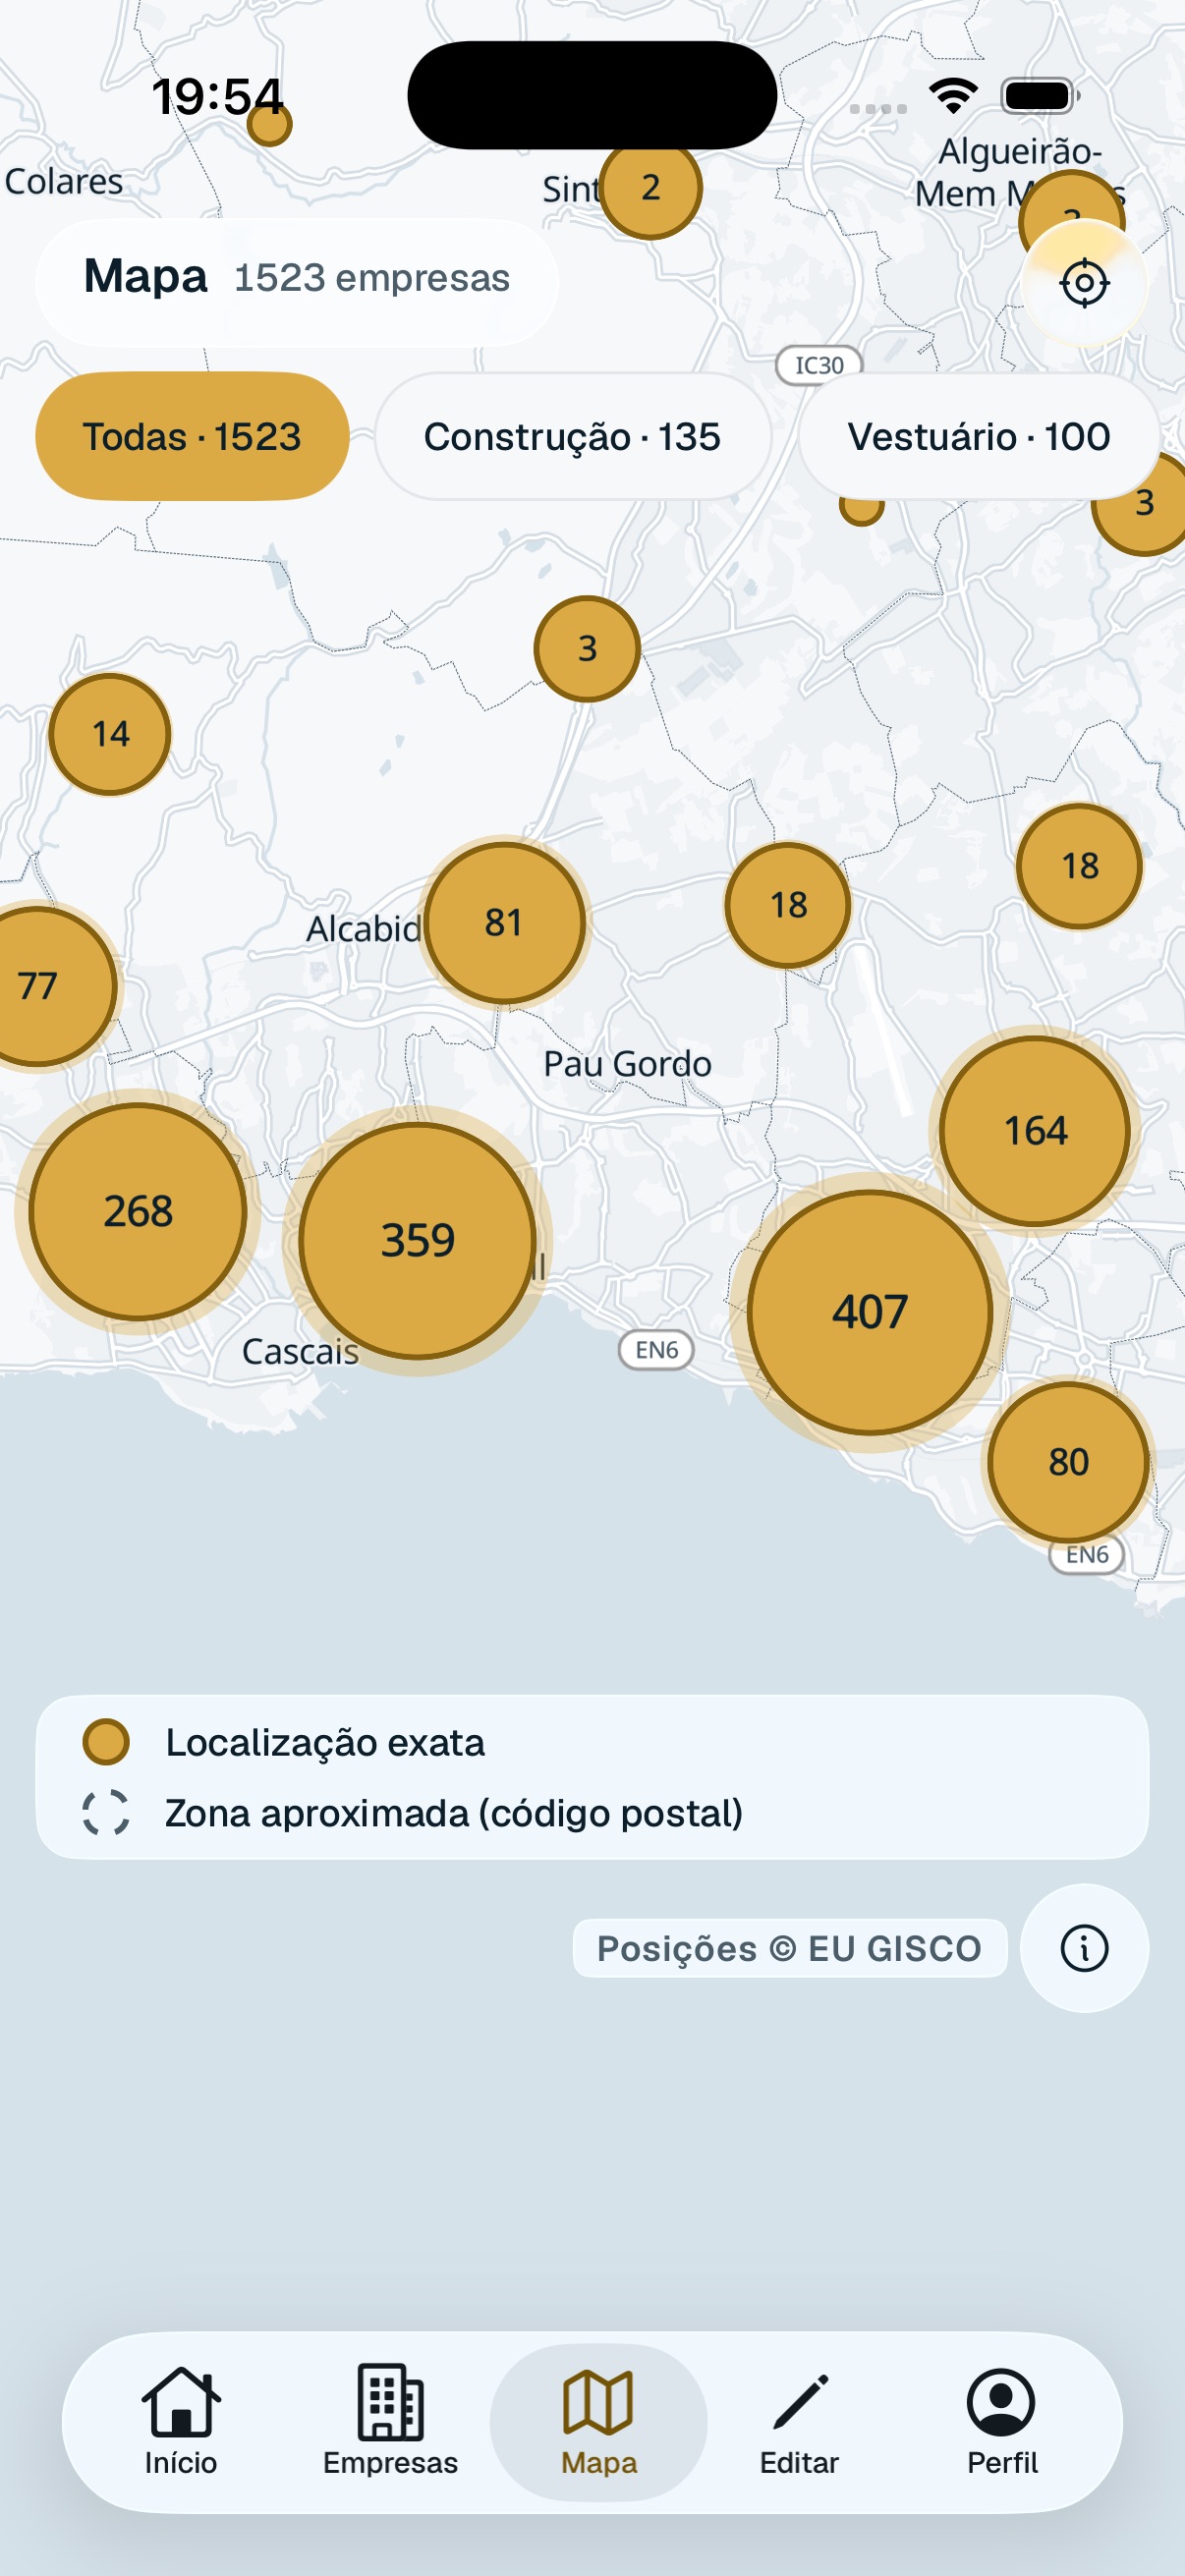 19:54
Colares
Sint
2
Algueirão-
Mem M
Mapa 1523 empresas
IC30
Todas · 1523
Construção · 135
Vestuário · 100
3
3
14
81
18
18
Alcabid
77
Pau Gordo
164
268
359
407
Cascais
EN6
80
EN6
Localização exata
Zona aproximada (código postal)
Posições © EU GISCO
Início
Empresas
Mapa
Editar
Perfil